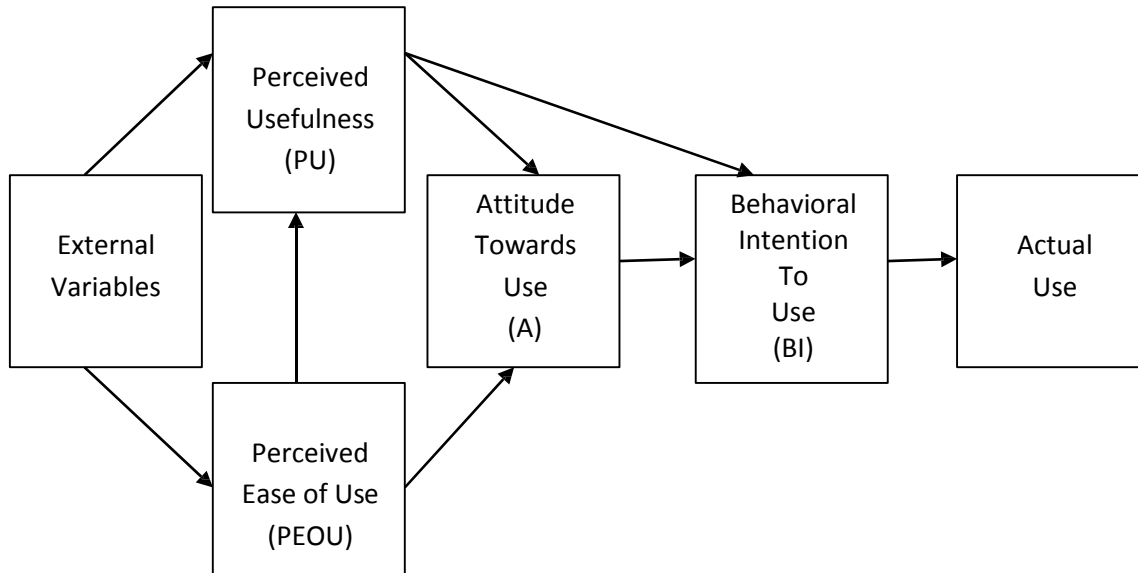 Perceived
Usefulness
(PU)
External
Variables
Perceived
Ease of Use
(PEOU)
Attitude
Towards
Use
(A)
Behavioral
Intention
To
Use
(BI)
Actual
Use